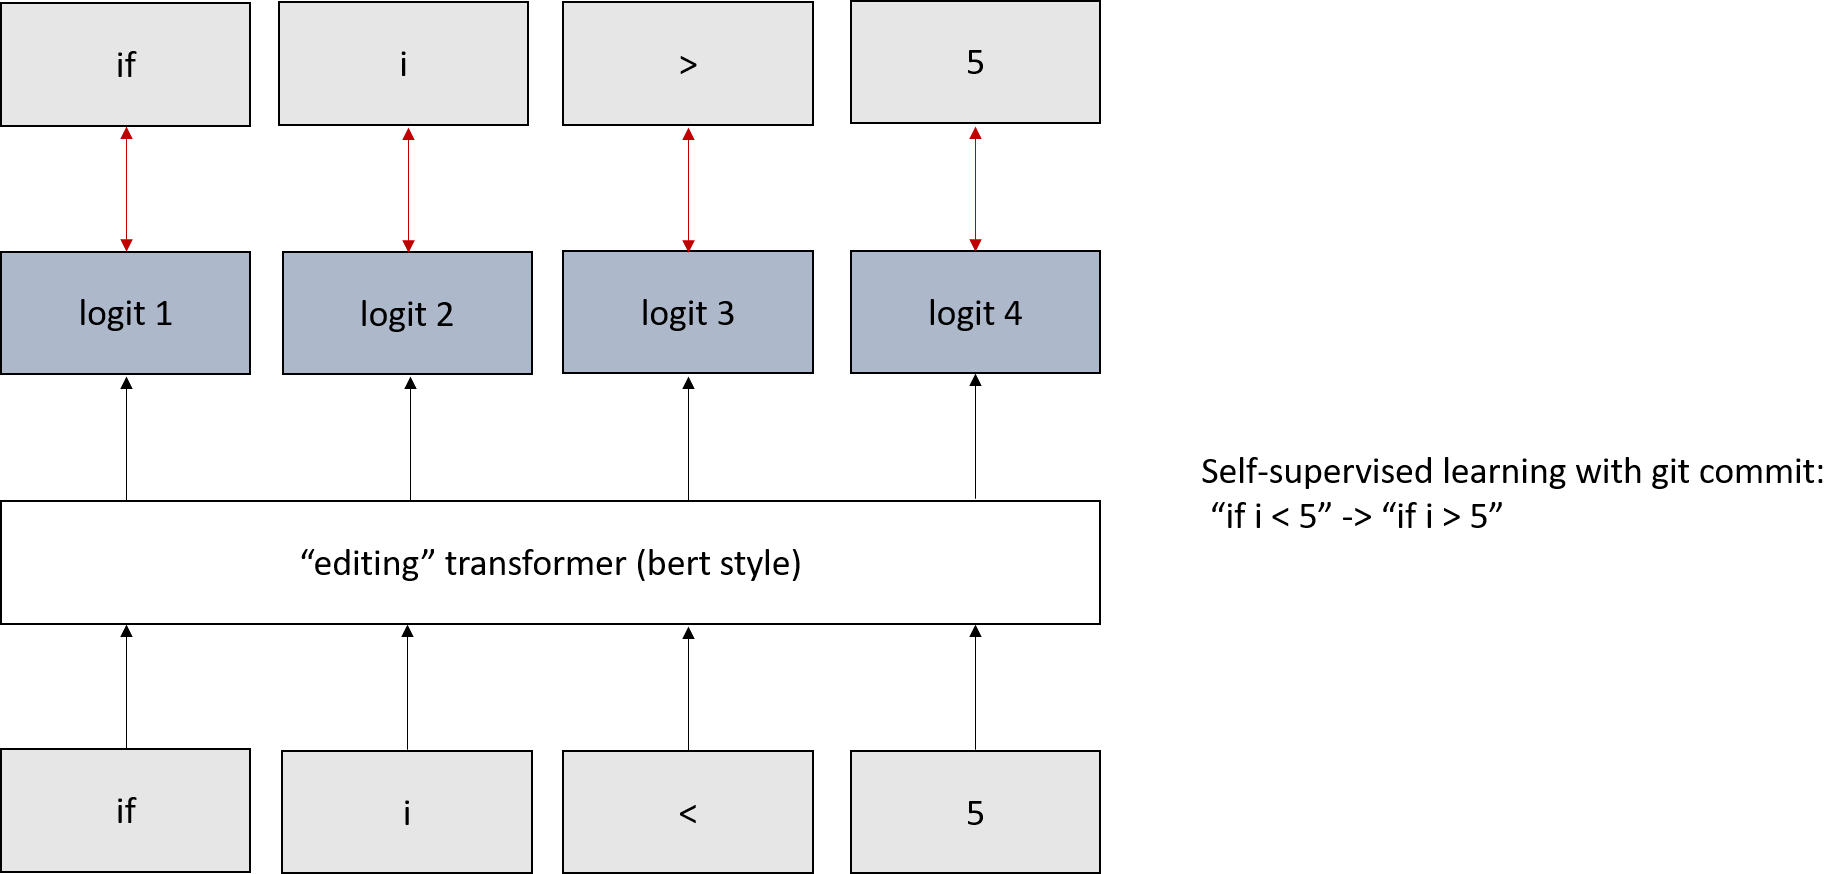 if
i
>
5
logit 1
logit 2
logit 3
logit 4
“editing” transformer (bert style)
Self-supervised learning with git commit:
“if i < 5” -> “if i > 5”
if
i
<
5